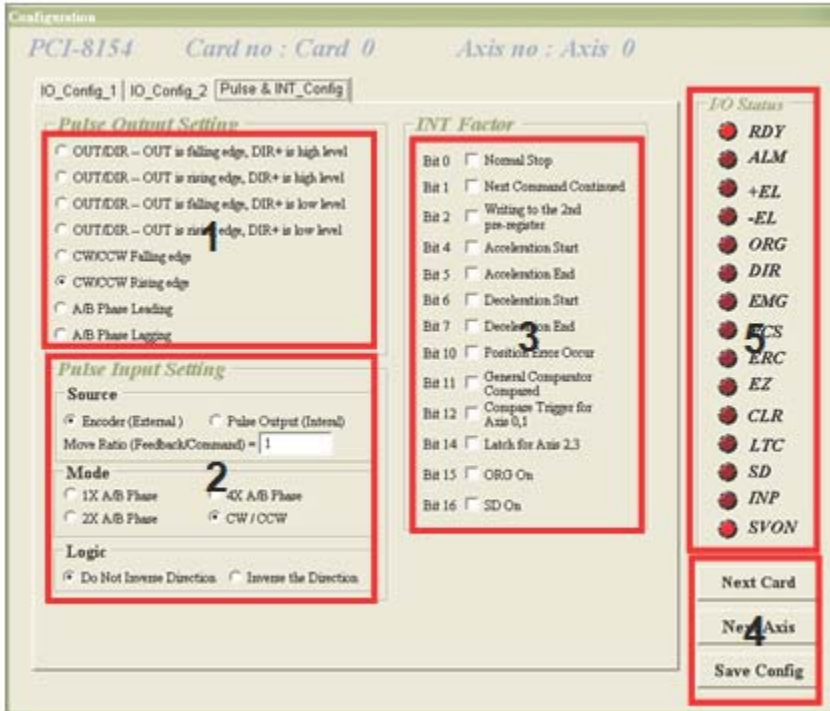 Configuration
PCI-8154 Card no : Card 0 Axis no : Axis 0
IO_Config_1 IO_Config_2 Pulse & INT_Config
Pulse Output Setting
OUT/DIR -- OUT is falling edge, DIR+ is high level
OUT/DIR -- OUT is rising edge, DIR+ is high level
OUT/DIR -- OUT is falling edge, DIR+ is low level
OUT/DIR -- OUT is rising edge, DIR+ is low level
1
CW/CCW Falling edge
CW/CCW Rising edge
A/B Phase Leading
A/B Phase Lagging
Pulse Input Setting
Source
Encoder (External ) Pulse Output (Interal)
Move Ratio (Feedback/Command) = 1
Mode
2
1X A/B Phase 4X A/B Phase
2X A/B Phase CW / CCW
Logic
Do Not Inverse Direction Inverse the Direction
INT Factor
Bit 0 Normal Stop
Bit 1 Next Command Continued
Bit 2 Writing to the 2nd
pre-register
Bit 4 Acceleration Start
Bit 5 Acceleration End
Bit 6 Deceleration Start
Bit 7 Deceleration End
3
Bit 10 Position Error Occur
Bit 11 General Comparator
Compared
Bit 12 Compare Trigger for
Axis 0,1
Bit 14 Latch for Axis 2,3
Bit 15 ORG On
Bit 16 SD On
I/O Status
RDY
ALM
+EL
-EL
ORG
DIR
EMG
5
ERC
EZ
CLR
LTC
SD
INP
SVON
Next Card
Next Axis
4
Save Config